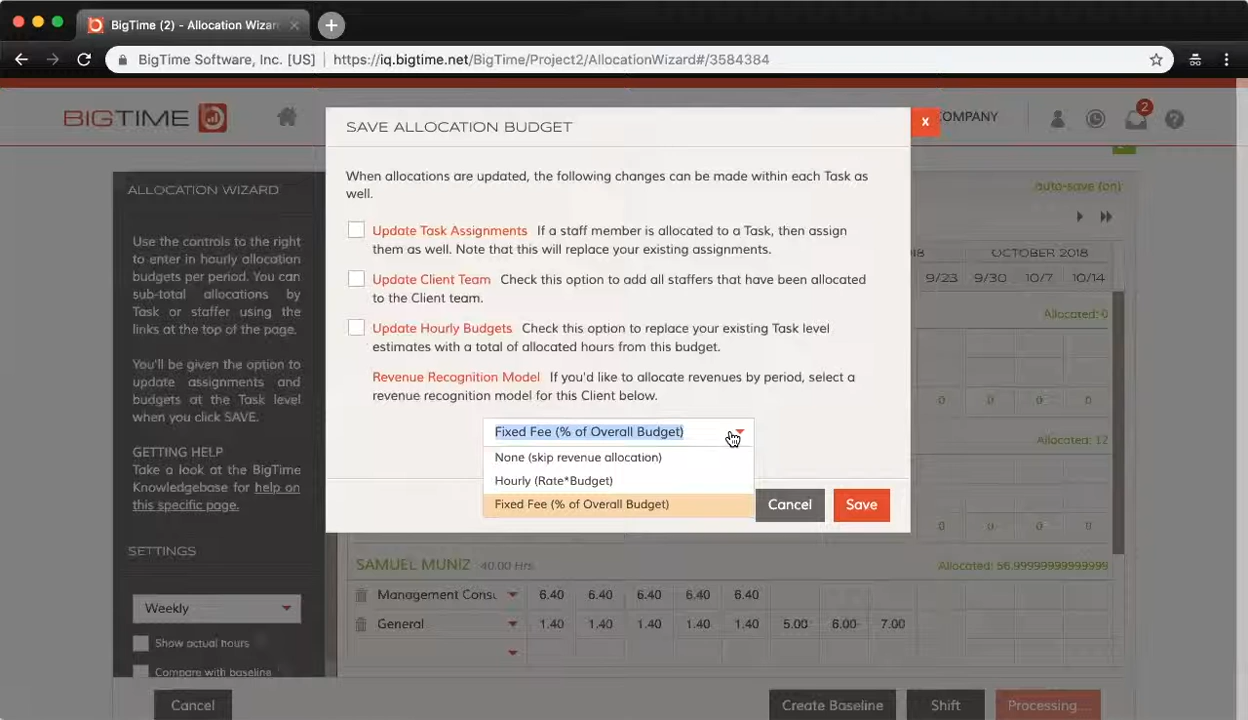 BigTime (2) - Allocation Wizar
BigTime Software, Inc. [US] https://iq.bigtime.net/BigTime/Project2/AllocationWizard#/3584384
BIGTIME
OMPANY
2
SAVE ALLOCATION BUDGET
x
When allocations are updated, the following changes can be made within each Task as
well.
Update Task Assignments If a staff member is allocated to a Task, then assign
them as well. Note that this will replace your existing assignments.
Update Client Team Check this option to add all staffers that have been allocated
to the Client team.
Update Hourly Budgets Check this option to replace your existing Task level
estimates with a total of allocated hours from this budget.
Revenue Recognition Model If you'd like to allocate revenues by period, select a
revenue recognition model for this Client below.
Fixed Fee (% of Overall Budget)
None (skip revenue allocation)
Hourly (Rate*Budget)
Fixed Fee (% of Overall Budget)
Cancel Save
ALLOCATION WIZARD
Use the controls to the right
to enter in hourly allocation
budgets per period. You can
sub-total allocations by
Task or staffer using the
links at the top of the page.
You'll be given the option to
update assignments and
budgets at the Task level
when you click SAVE.
GETTING HELP
Take a look at the BigTime
Knowledgebase for help on
this specific page.
SETTINGS
Weekly
Show actual hours
Compare with baseline
auto-save (on)
18 OCTOBER 2018
9/23 9/30 10/7 10/14
Allocated: 0
0 0 0
Allocated: 12
0 0 0
SAMUEL MUNIZ 40.00 Hrs Allocated: 56.99999999999999
Management Consu 6.40 6.40 6.40 6.40 6.40
General 1.40 1.40 1.40 1.40 1.40 5.00 6.00 7.00
Cancel Create Baseline Shift Processing...